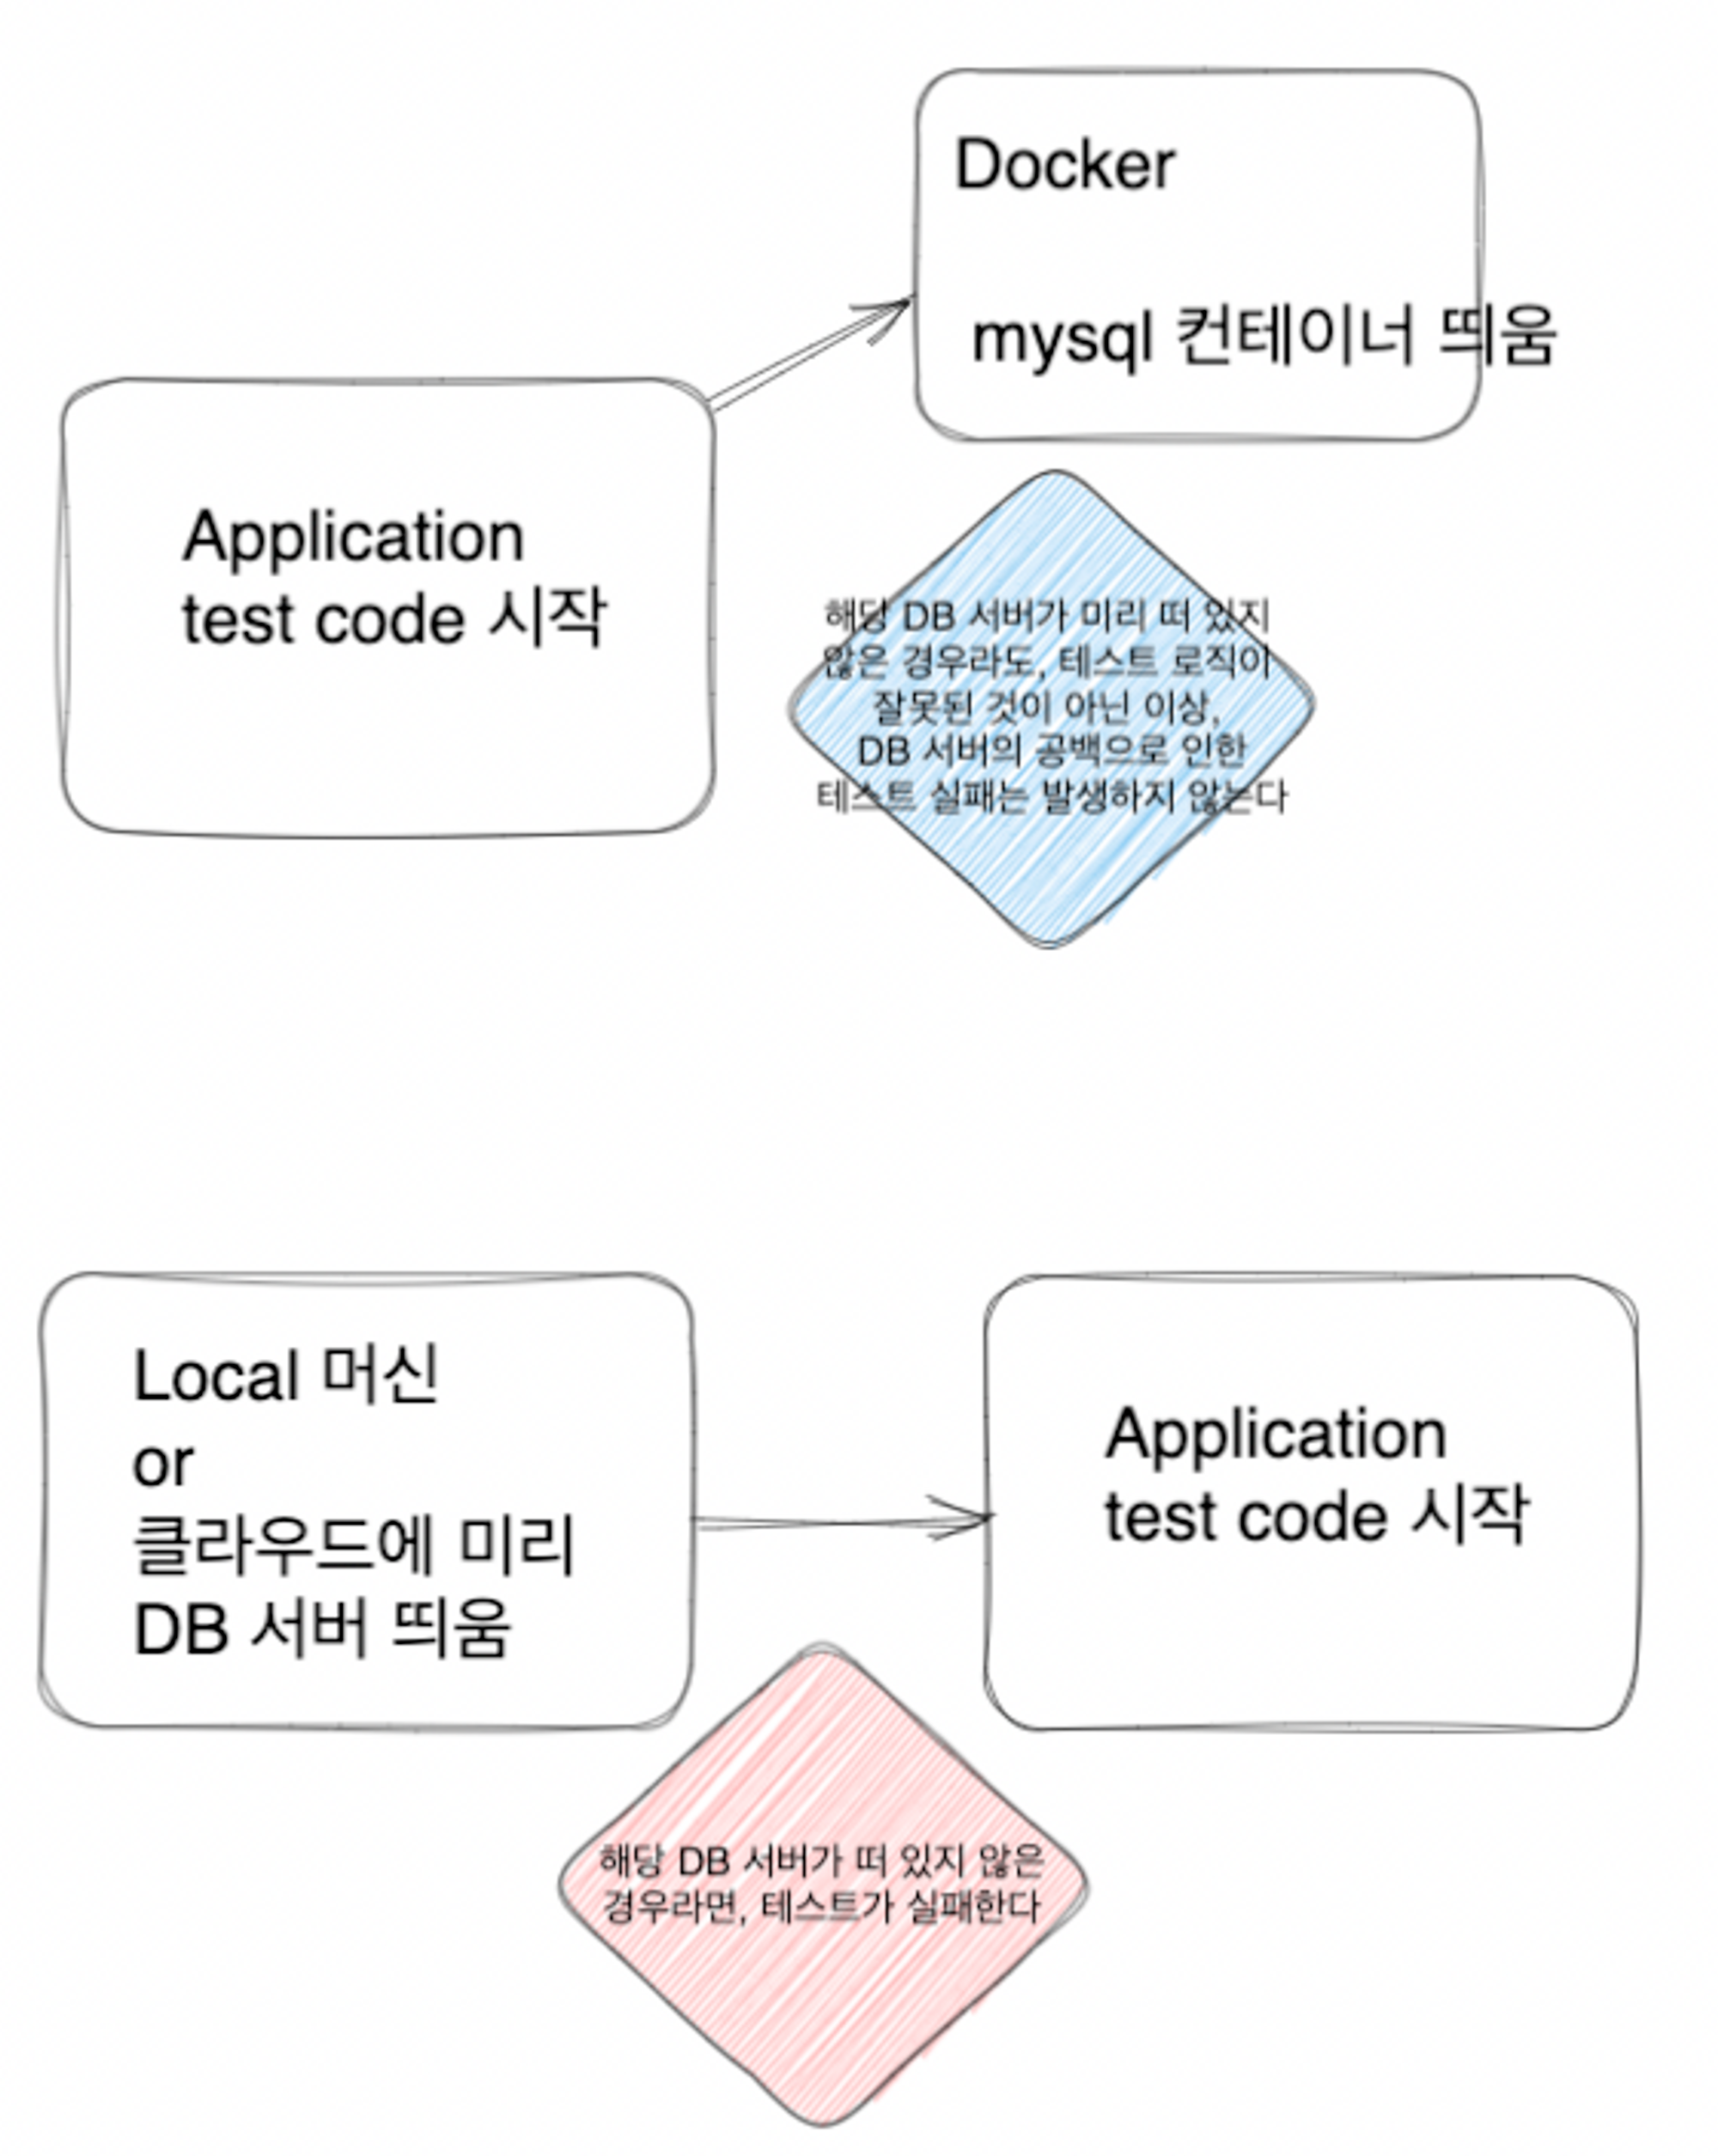 Docker
mysql 컨테이너 띄움
Application
test code 시작
해당 DB 서버가 미리 떠 있지
않은 경우라도, 테스트 로직이
잘못된 것이 아닌 이상,
DB 서버의 공백으로 인한
테스트 실패는 발생하지 않는다
Local 머신
or
클라우드에 미리
DB 서버 띄움
Application
test code 시작
해당 DB 서버가 떠 있지 않은
경우라면, 테스트가 실패한다